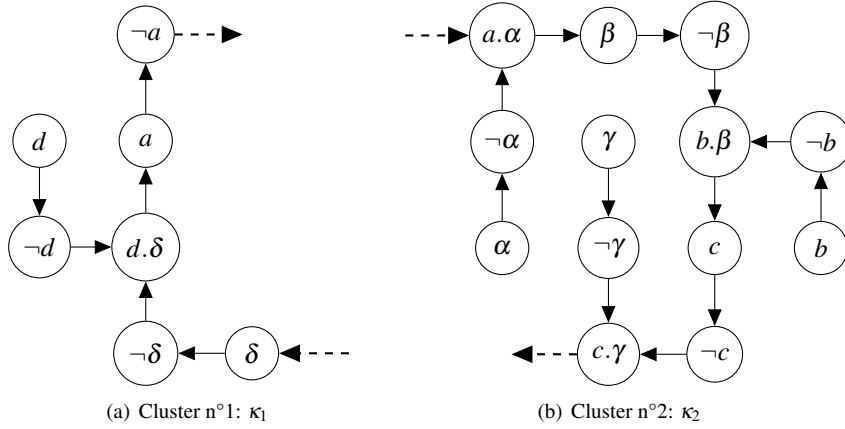 ¬a
a.α
β
¬β
d
a
¬α
γ
b.β
¬b
¬d
d.δ
α
¬γ
c
b
¬δ
δ
c.γ
¬c
(a) Cluster n°1: κ₁
(b) Cluster n°2: κ₂